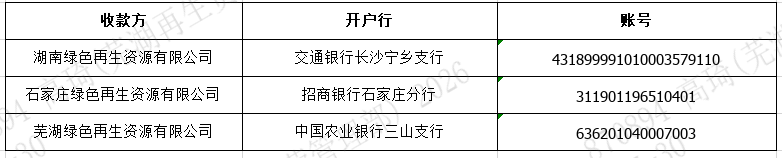 收款方 开户行 账号
湖南绿色再生资源有限公司 交通银行长沙宁乡支行 431899991010003579110
石家庄绿色再生资源有限公司 招商银行石家庄分行 311901196510401
芜湖绿色再生资源有限公司 中国农业银行三山支行 636201040007003